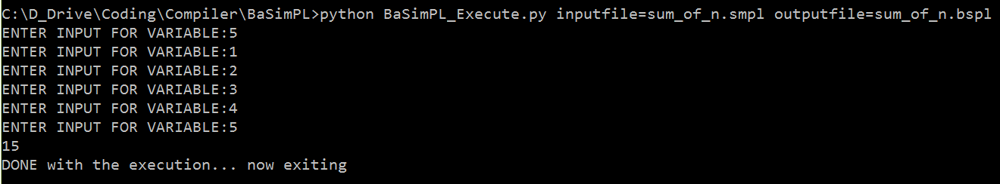 C:\D_Drive\Coding\Compiler\BaSimPL>python BaSimPL_Execute.py inputfile=sum_of_n.smpl outputfile=sum_of_n.bspl
ENTER INPUT FOR VARIABLE:5
ENTER INPUT FOR VARIABLE:1
ENTER INPUT FOR VARIABLE:2
ENTER INPUT FOR VARIABLE:3
ENTER INPUT FOR VARIABLE:4
ENTER INPUT FOR VARIABLE:5
15
DONE with the execution... now exiting